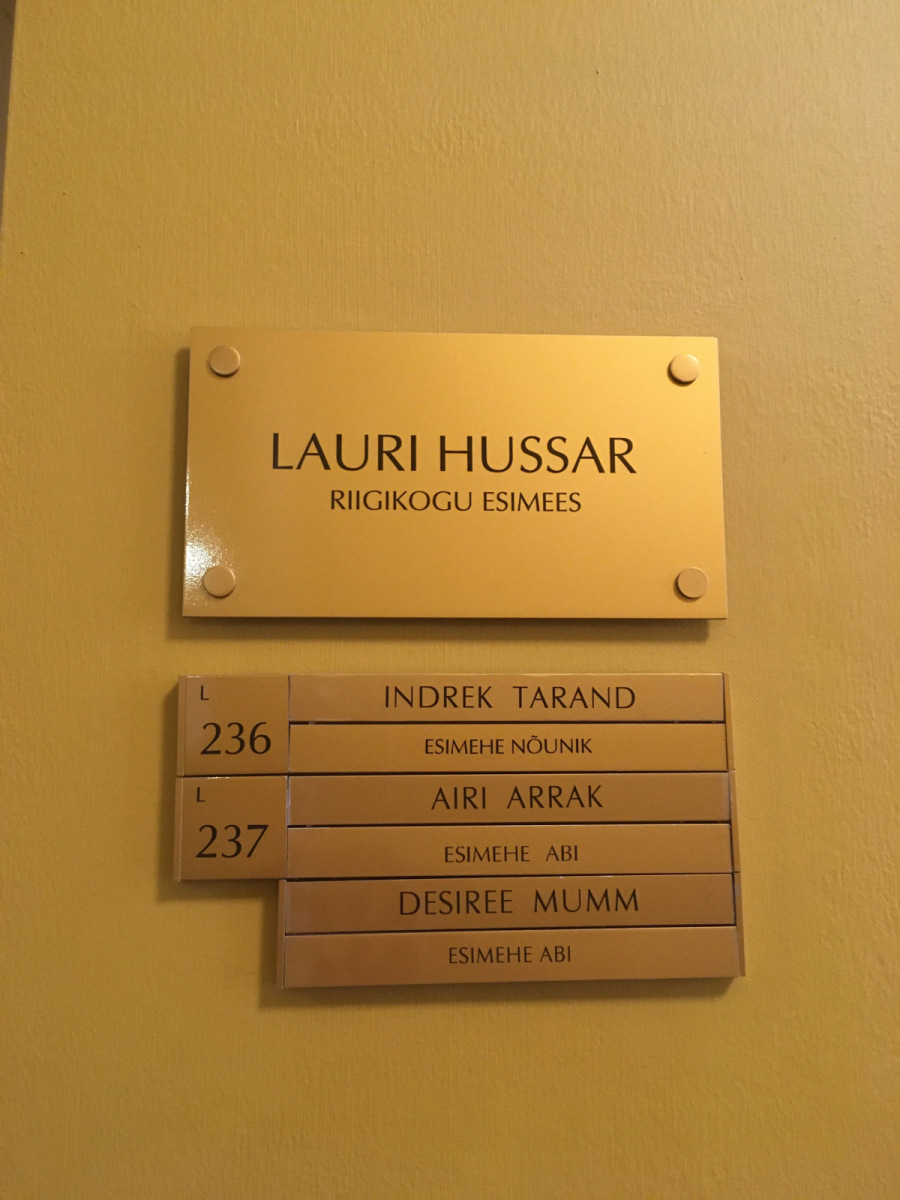 LAURI HUSSAR
RIIGIKOGU ESIMEES
L
236
INDREK TARAND
ESIMEHE NÕUNIK
L
237
AIRI ARRAK
ESIMEHE ABI
DESIREE MUMM
ESIMEHE ABI